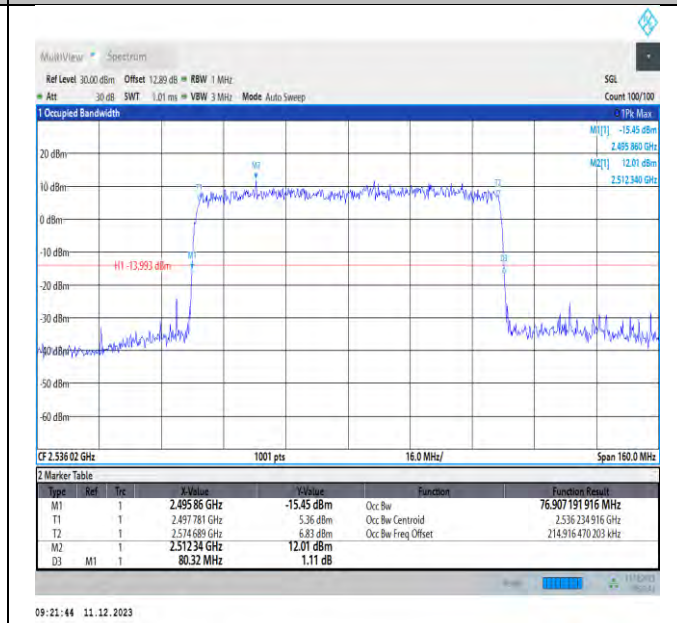 MultiView Spectrum
Ref Level 30.00 dBm Offset 12.89 dB RBW 1 MHz SGL
Att 30 dB SWT 1.01 ms VBW 3 MHz Mode Auto Sweep Count 100/100
1 Occupied Bandwidth 1Pk Max
M1[1] -15.45 dBm
2.495 860 GHz
M2[1] 12.01 dBm
2.512 340 GHz
20 dBm
M2
T1 T2
10 dBm
0 dBm
-10 dBm
M1 D3
H1 -13.993 dBm
-20 dBm
-30 dBm
-40 dBm
-50 dBm
-60 dBm
CF 2.536 02 GHz 1001 pts 16.0 MHz/ Span 160.0 MHz
2 Marker Table
Type Ref Trc X-Value Y-Value Function Function Result
M1 1 2.495 86 GHz -15.45 dBm Occ Bw 76.907 191 916 MHz
T1 1 2.497 781 GHz 5.36 dBm Occ Bw Centroid 2.536 234 916 GHz
T2 1 2.574 689 GHz 6.83 dBm Occ Bw Freq Offset 214.916 470 203 kHz
M2 1 2.512 34 GHz 12.01 dBm
D3 M1 1 80.32 MHz 1.11 dB
09:21:44 11.12.2023